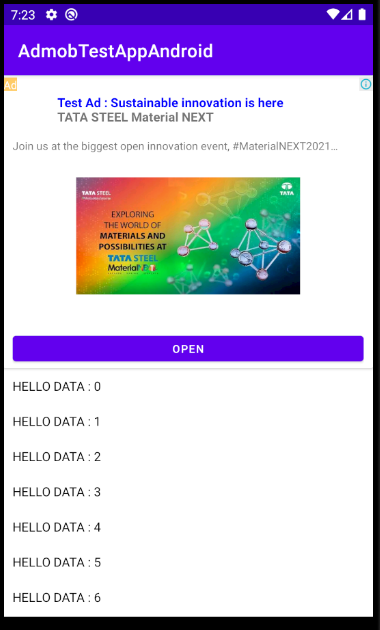 7:23
AdmobTestAppAndroid
Ad
Test Ad : Sustainable innovation is here
TATA STEEL Material NEXT
Join us at the biggest open innovation event, #MaterialNEXT2021...
TATA STEEL
TATA
EXPLORING
THE WORLD OF
MATERIALS AND
POSSIBILITIES AT
TATA STEEL
Material
OPEN
HELLO DATA : 0
HELLO DATA : 1
HELLO DATA : 2
HELLO DATA : 3
HELLO DATA : 4
HELLO DATA : 5
HELLO DATA : 6